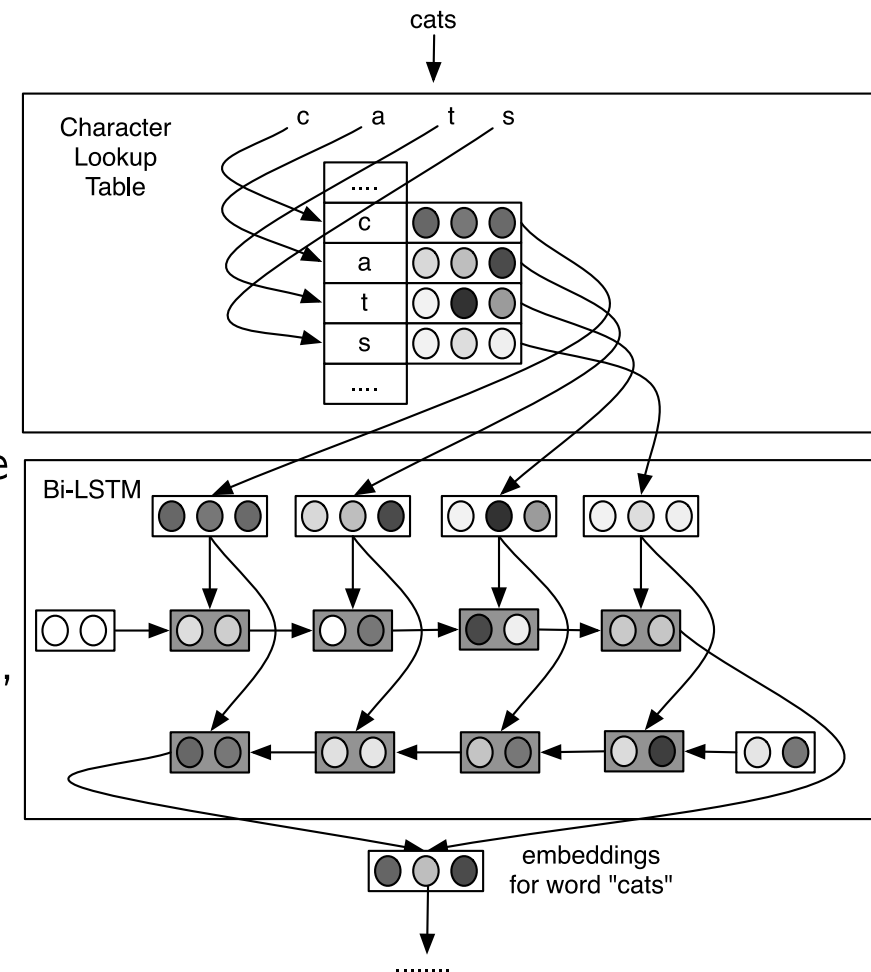 cats
Character
Lookup
Table
c a t s
....
c
a
t
s
....
e
Bi-LSTM
,
embeddings
for word "cats"
........